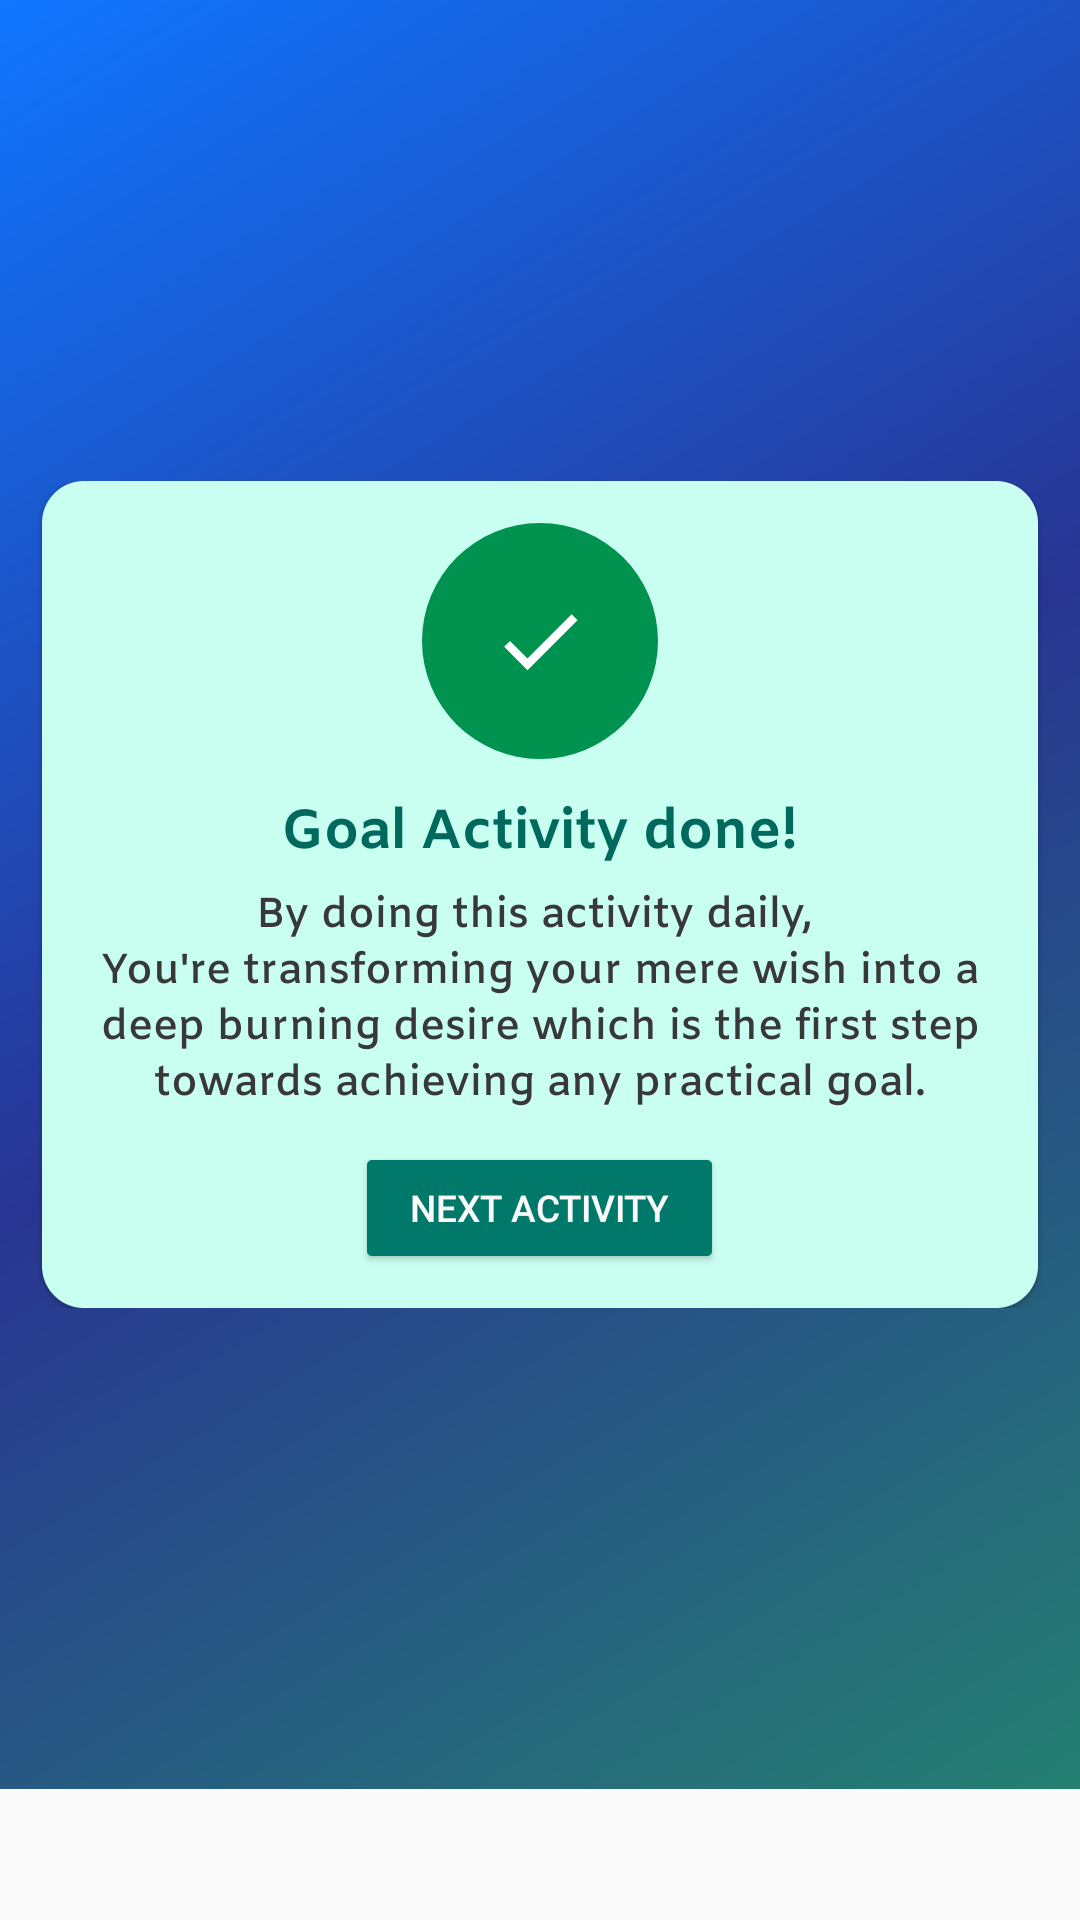 Goal Activity done!
By doing this activity daily,
You're transforming your mere wish into a
deep burning desire which is the first step
towards achieving any practical goal.
NEXT ACTIVITY